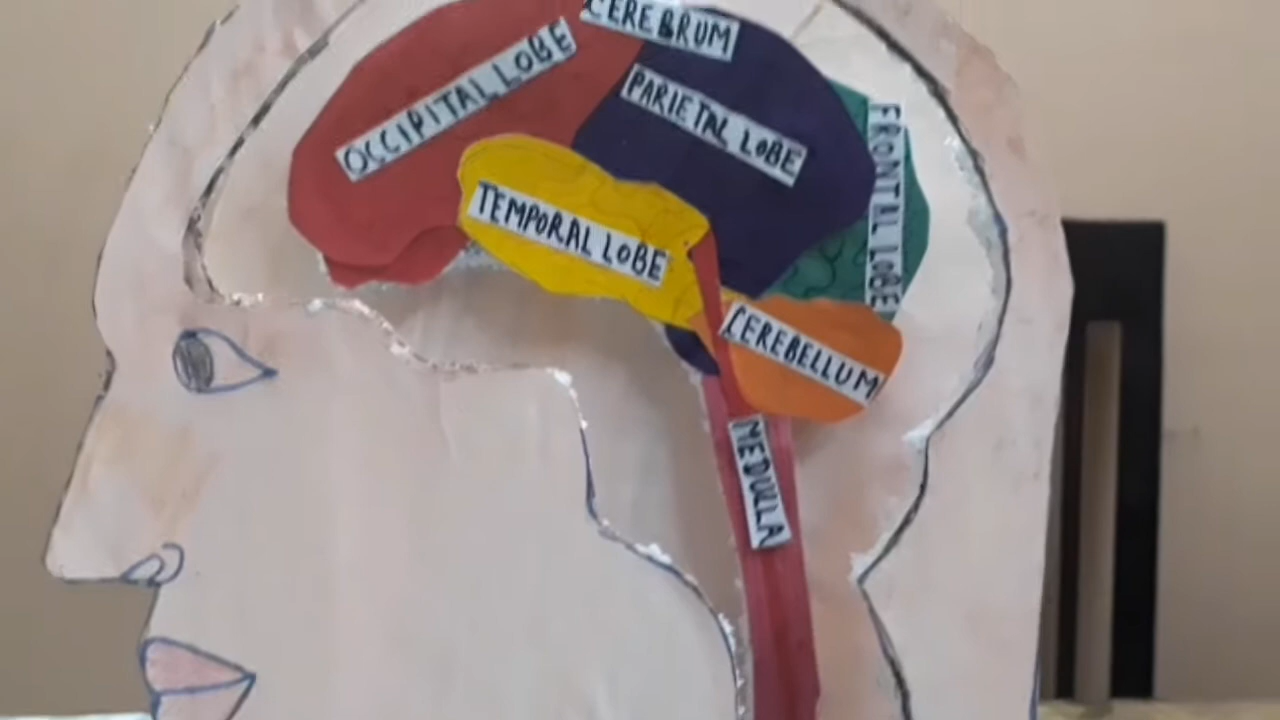 CEREBRUM
OCCIPITAL LOBE
PARIETAL LOBE
FRONTAL LOBE
TEMPORAL LOBE
CEREBELLUM
MEDULLA